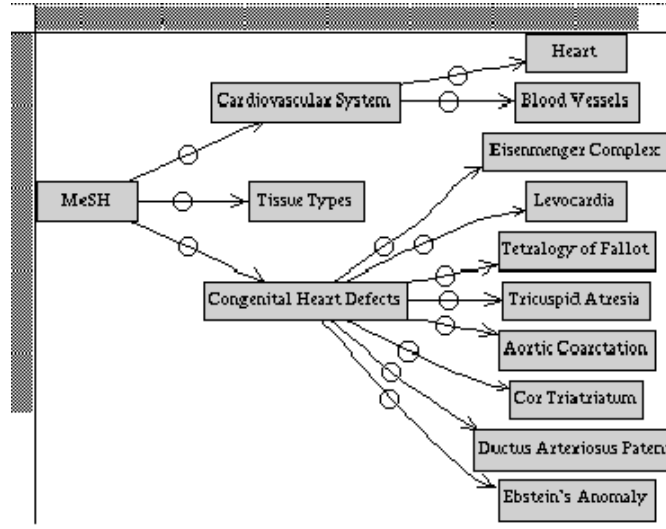 Heart
Cardiovascular System
Blood Vessels
Eisenmenger Complex
MeSH
Tissue Types
Levocardia
Tetralogy of Fallot
Congenital Heart Defects
Tricuspid Atresia
Aortic Coarctation
Cor Triatriatum
Ductus Arteriosus Paten
Ebstein's Anomaly